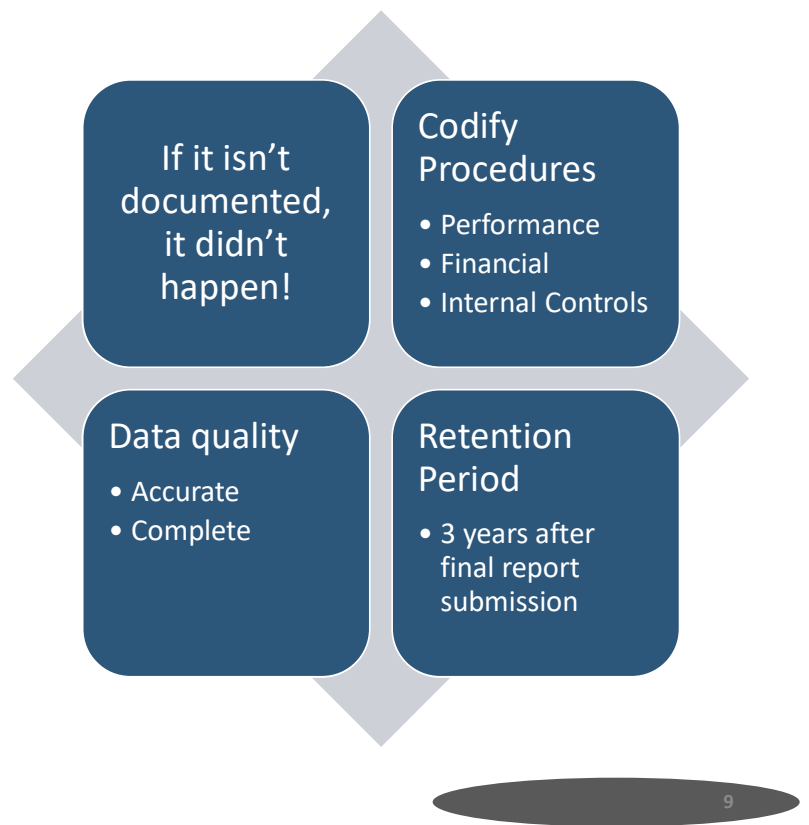 If it isn’t
documented,
it didn’t
happen!
Codify
Procedures
• Performance
• Financial
• Internal Controls
Data quality
• Accurate
• Complete
Retention
Period
• 3 years after
final report
submission
9